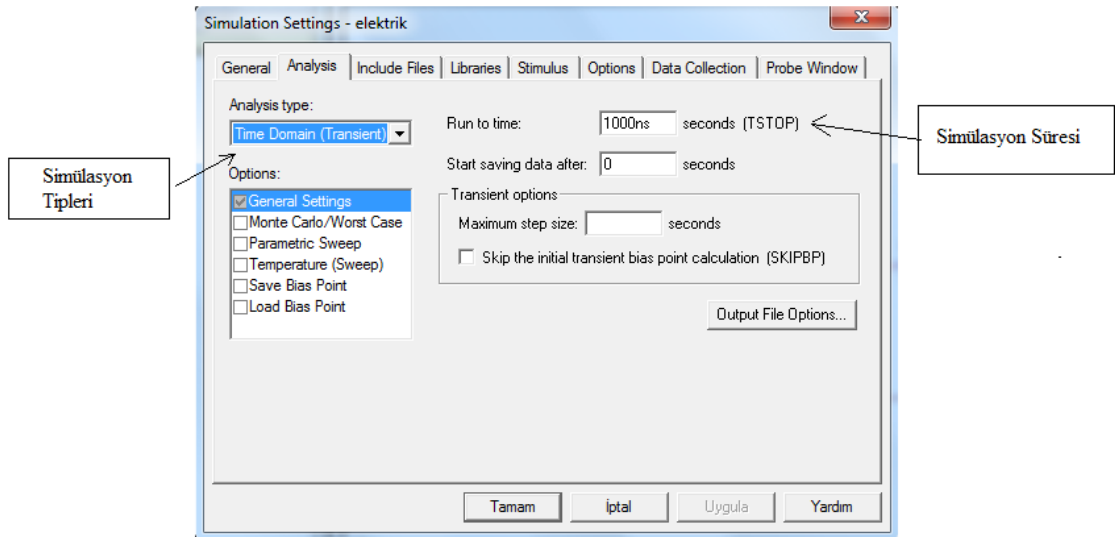 Simulation Settings - elektrik
General Analysis Include Files Libraries Stimulus Options Data Collection Probe Window
Analysis type:
Time Domain (Transient)
Run to time: 1000ns seconds (TSTOP)
Simülasyon Süresi
Start saving data after: 0 seconds
Simülasyon
Tipleri
Options:
General Settings
Monte Carlo/Worst Case
Parametric Sweep
Temperature (Sweep)
Save Bias Point
Load Bias Point
Transient options
Maximum step size: seconds
Skip the initial transient bias point calculation (SKIPBP)
Output File Options...
Tamam İptal Uygula Yardım